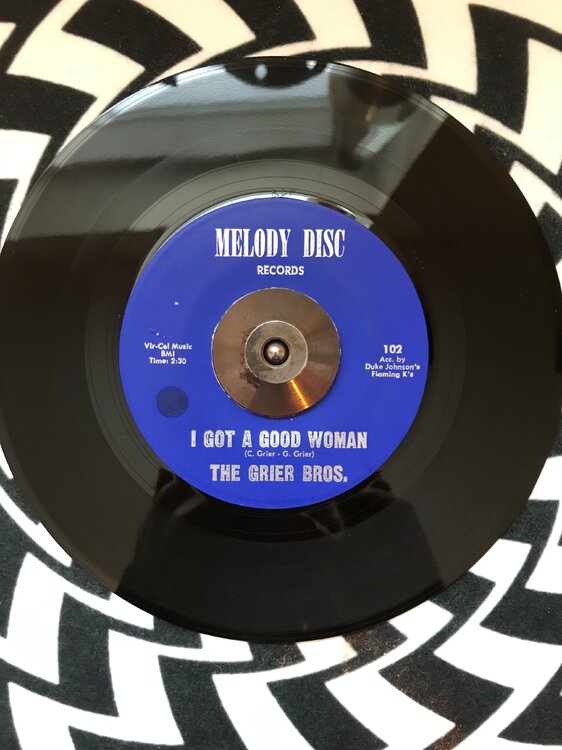 MELODY DISC
RECORDS
Vir-Cel Music
BMI
Time: 2:30
102
Acc. by
Duke Johnson's
Flaming K's
I GOT A GOOD WOMAN
(C. Grier - G. Grier)
THE GRIER BROS.